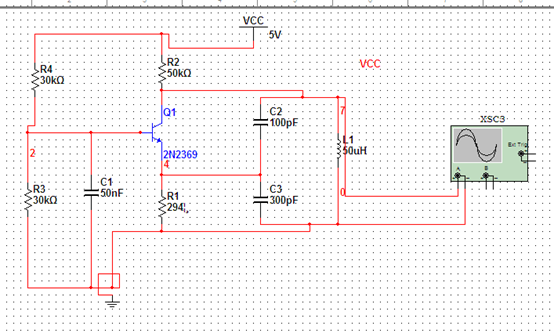 VCC
5V
R4
30kΩ
R2
50kΩ
VCC
Q1
2N2369
C2
100pF
7
L1
50uH
XSC3
Ext Trig
A
B
2
4
R3
30kΩ
C1
50nF
R1
C3
300pF
0